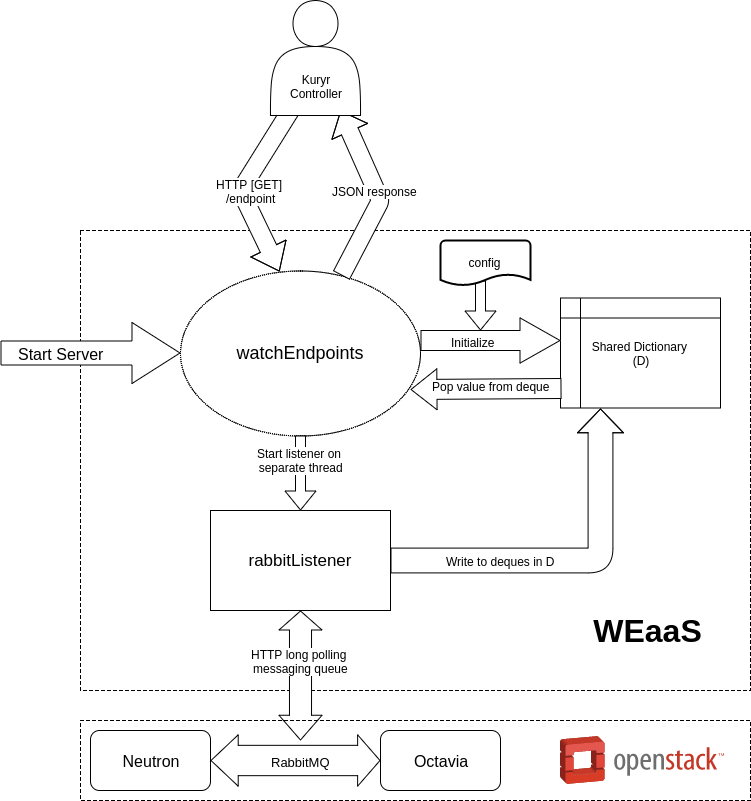 Kuryr
Controller
HTTP [GET]
/endpoint
JSON response
config
Start Server
watchEndpoints
Initialize
Shared Dictionary
(D)
Pop value from deque
Start listener on
separate thread
rabbitListener
Write to deques in D
WEaaS
HTTP long polling
messaging queue
Neutron
RabbitMQ
Octavia
openstack™